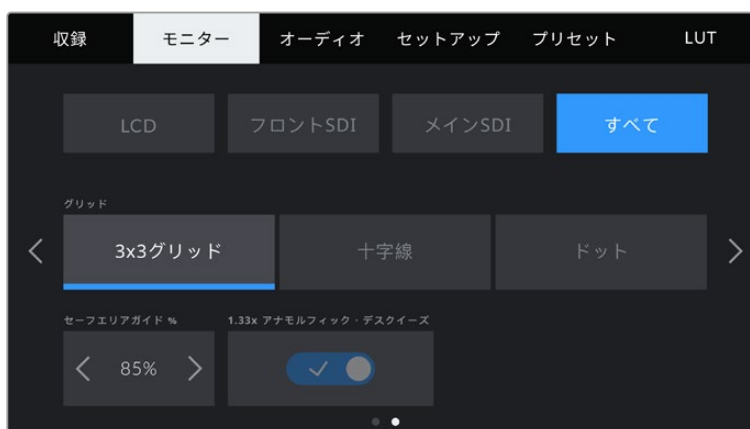 収録 モニター オーディオ セットアップ プリセット LUT
LCD フロントSDI メインSDI すべて
グリッド
3x3グリッド 十字線 ドット
セーフエリアガイド % 1.33x アナモルフィック・デスクイーズ
85%